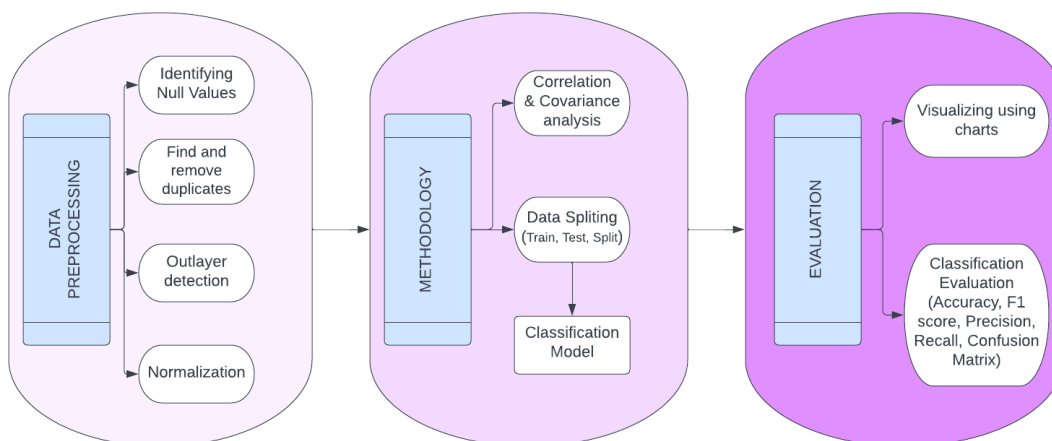 DATA
PREPROCESSING
Identifying
Null Values
Find and
remove
duplicates
Outlayer
detection
Normalization
METHODOLOGY
Correlation
& Covariance
analysis
Data Spliting
(Train, Test, Split)
Classification
Model
EVALUATION
Visualizing using
charts
Classification
Evaluation
(Accuracy, F1
score, Precision,
Recall, Confusion
Matrix)